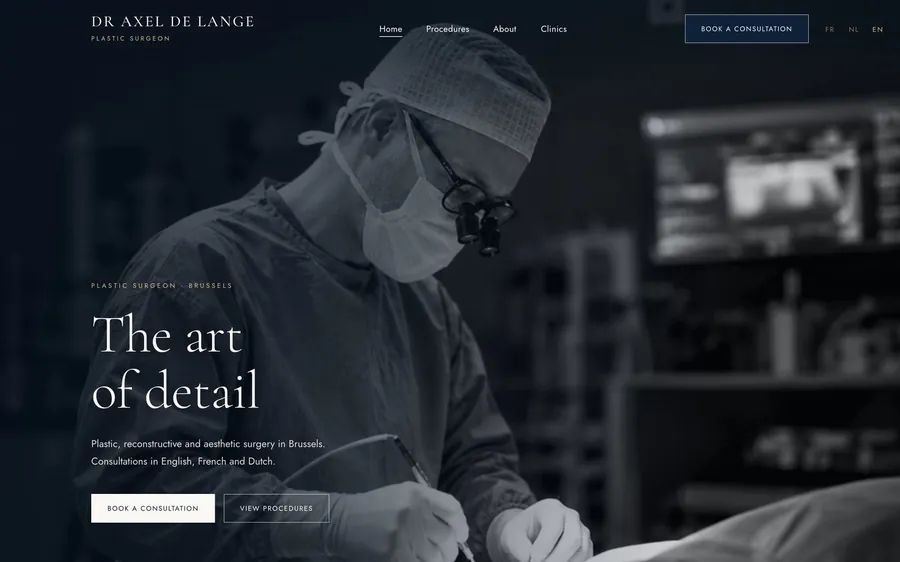 DR AXEL DE LANGE
PLASTIC SURGEON
Home Procedures About Clinics
BOOK A CONSULTATION
FR NL EN
PLASTIC SURGEON · BRUSSELS
The art
of detail
Plastic, reconstructive and aesthetic surgery in Brussels.
Consultations in English, French and Dutch.
BOOK A CONSULTATION
VIEW PROCEDURES